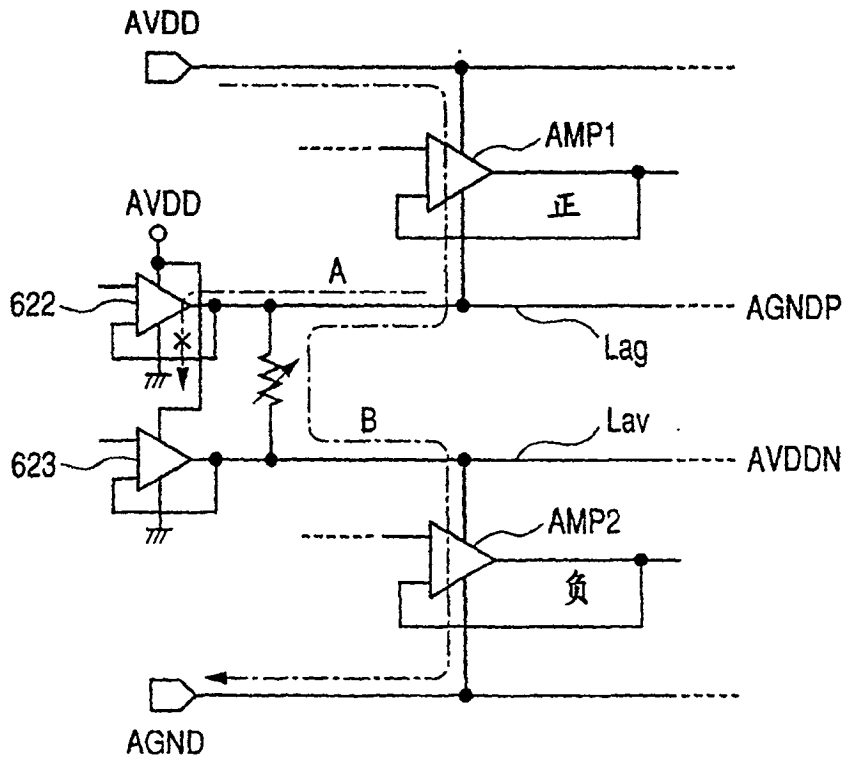 AVDD
AMP1
正
AVDD
A
622
AGNDP
Lag
B
Lav
623
AVDDN
AMP2
负
AGND